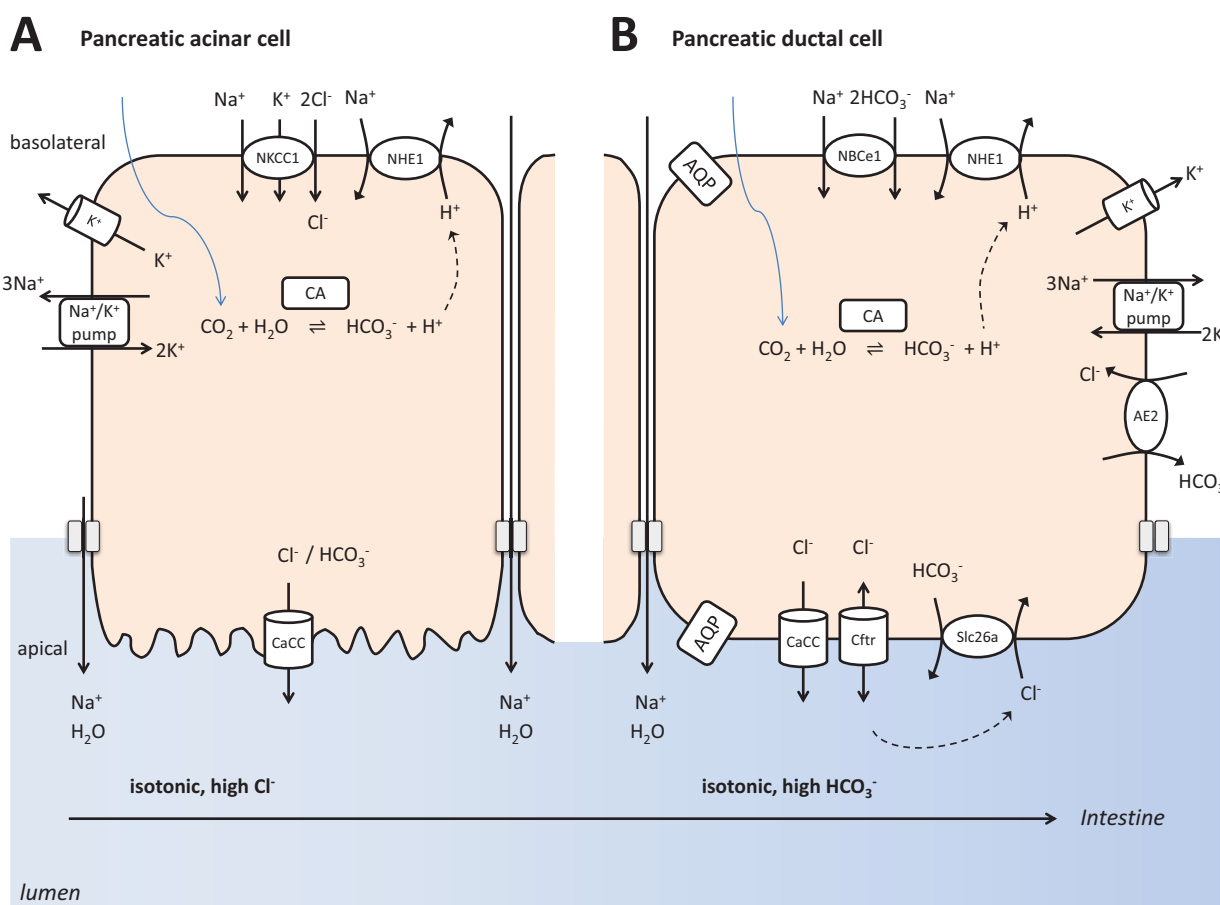 A Pancreatic acinar cell
Na⁺ K⁺ 2Cl⁻ Na⁺
basolateral
NKCC1
NHE1
K⁺
Cl⁻
H⁺
K⁺
3Na⁺
Na⁺/K⁺
pump
2K⁺
CA
CO₂ + H₂O ⇌ HCO₃⁻ + H⁺
Cl⁻ / HCO₃⁻
CaCC
apical
Na⁺
H₂O
Na⁺
H₂O
isotonic, high Cl⁻
B Pancreatic ductal cell
Na⁺ 2HCO₃⁻ Na⁺
AQP
NBCe1
NHE1
K⁺
K⁺
H⁺
3Na⁺
Na⁺/K⁺
pump
2K
CA
CO₂ + H₂O ⇌ HCO₃⁻ + H⁺
Cl⁻
AE2
HCO₃
Cl⁻ Cl⁻
HCO₃⁻
AQP
CaCC
Cftr
Slc26a
Cl⁻
Na⁺
H₂O
isotonic, high HCO₃⁻
Intestine
lumen